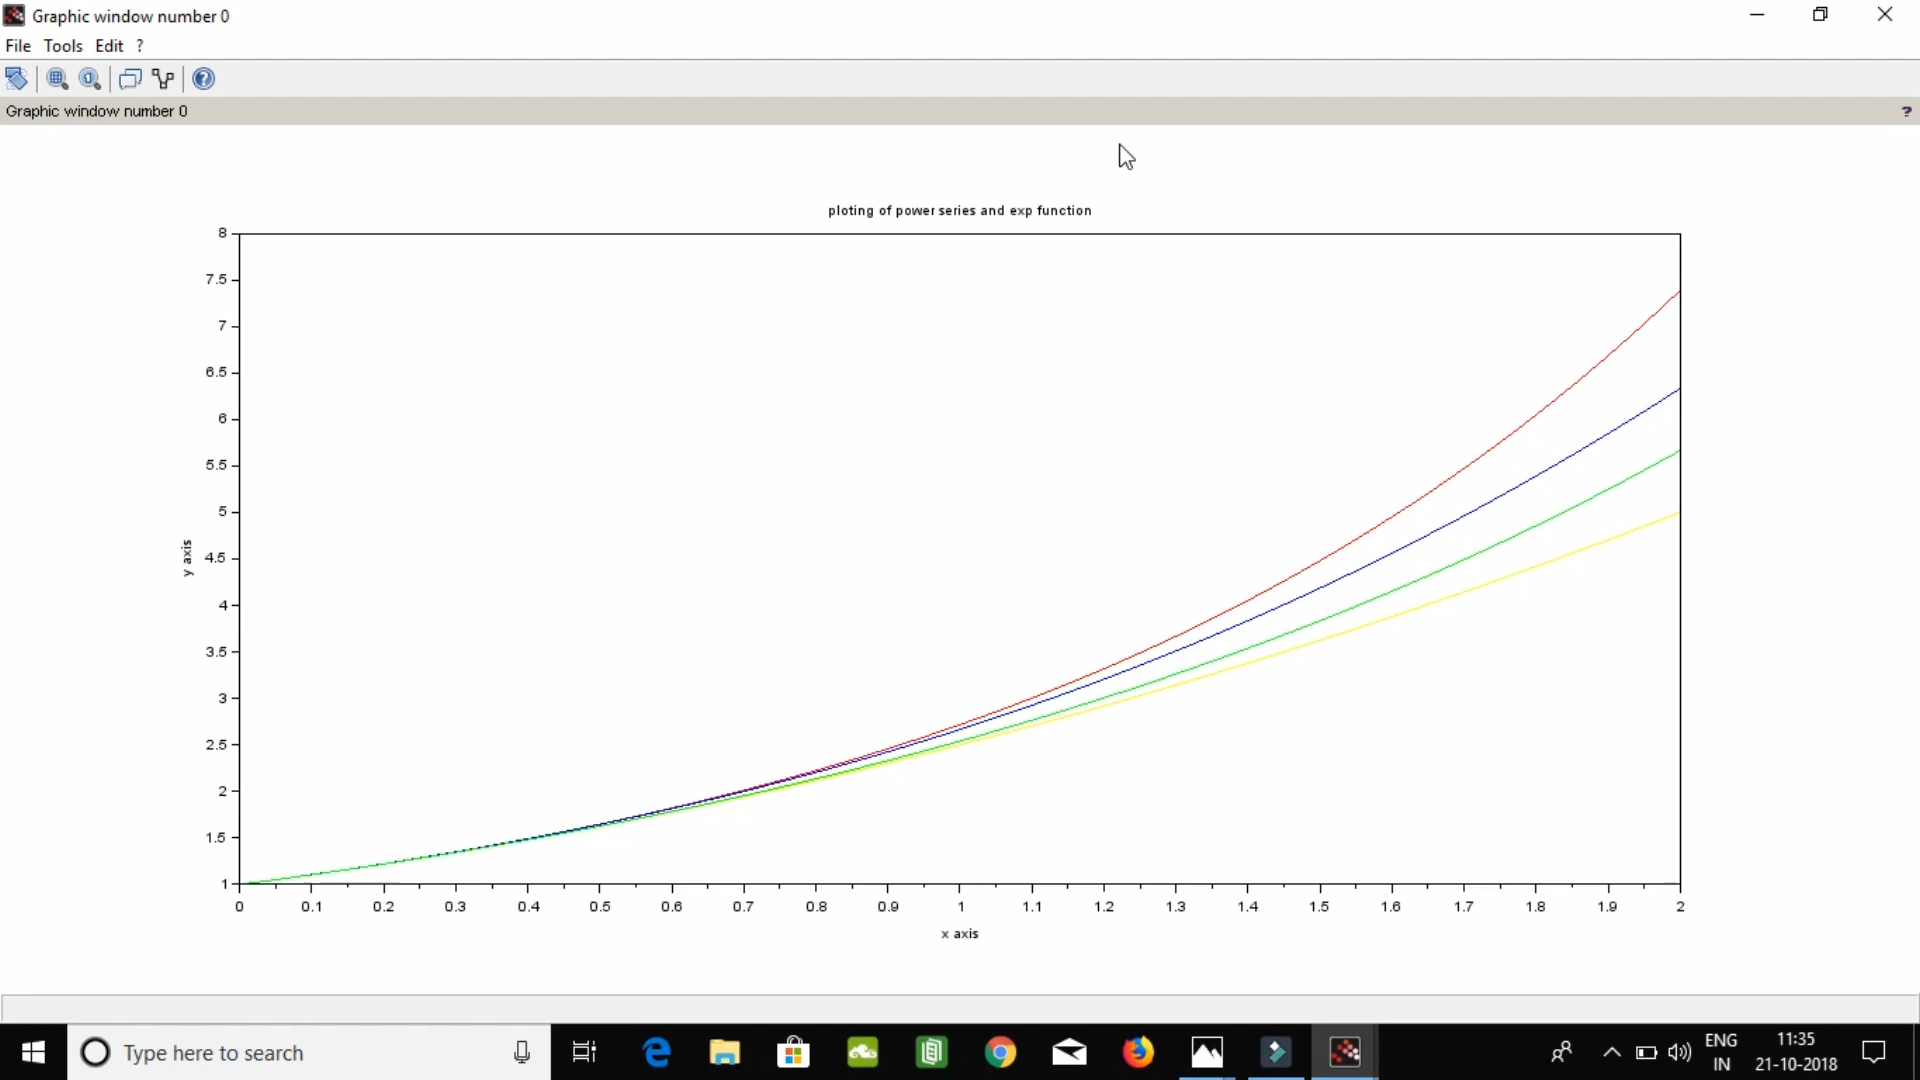 Graphic window number 0
File Tools Edit ?
Graphic window number 0
?
ploting of power series and exp function
8
7.5
7
6.5
6
5.5
5
4.5
4
3.5
3
2.5
2
1.5
1
y axis
0 0.1 0.2 0.3 0.4 0.5 0.6 0.7 0.8 0.9 1 1.1 1.2 1.3 1.4 1.5 1.6 1.7 1.8 1.9 2
x axis
Type here to search
ENG
IN
11:35
21-10-2018